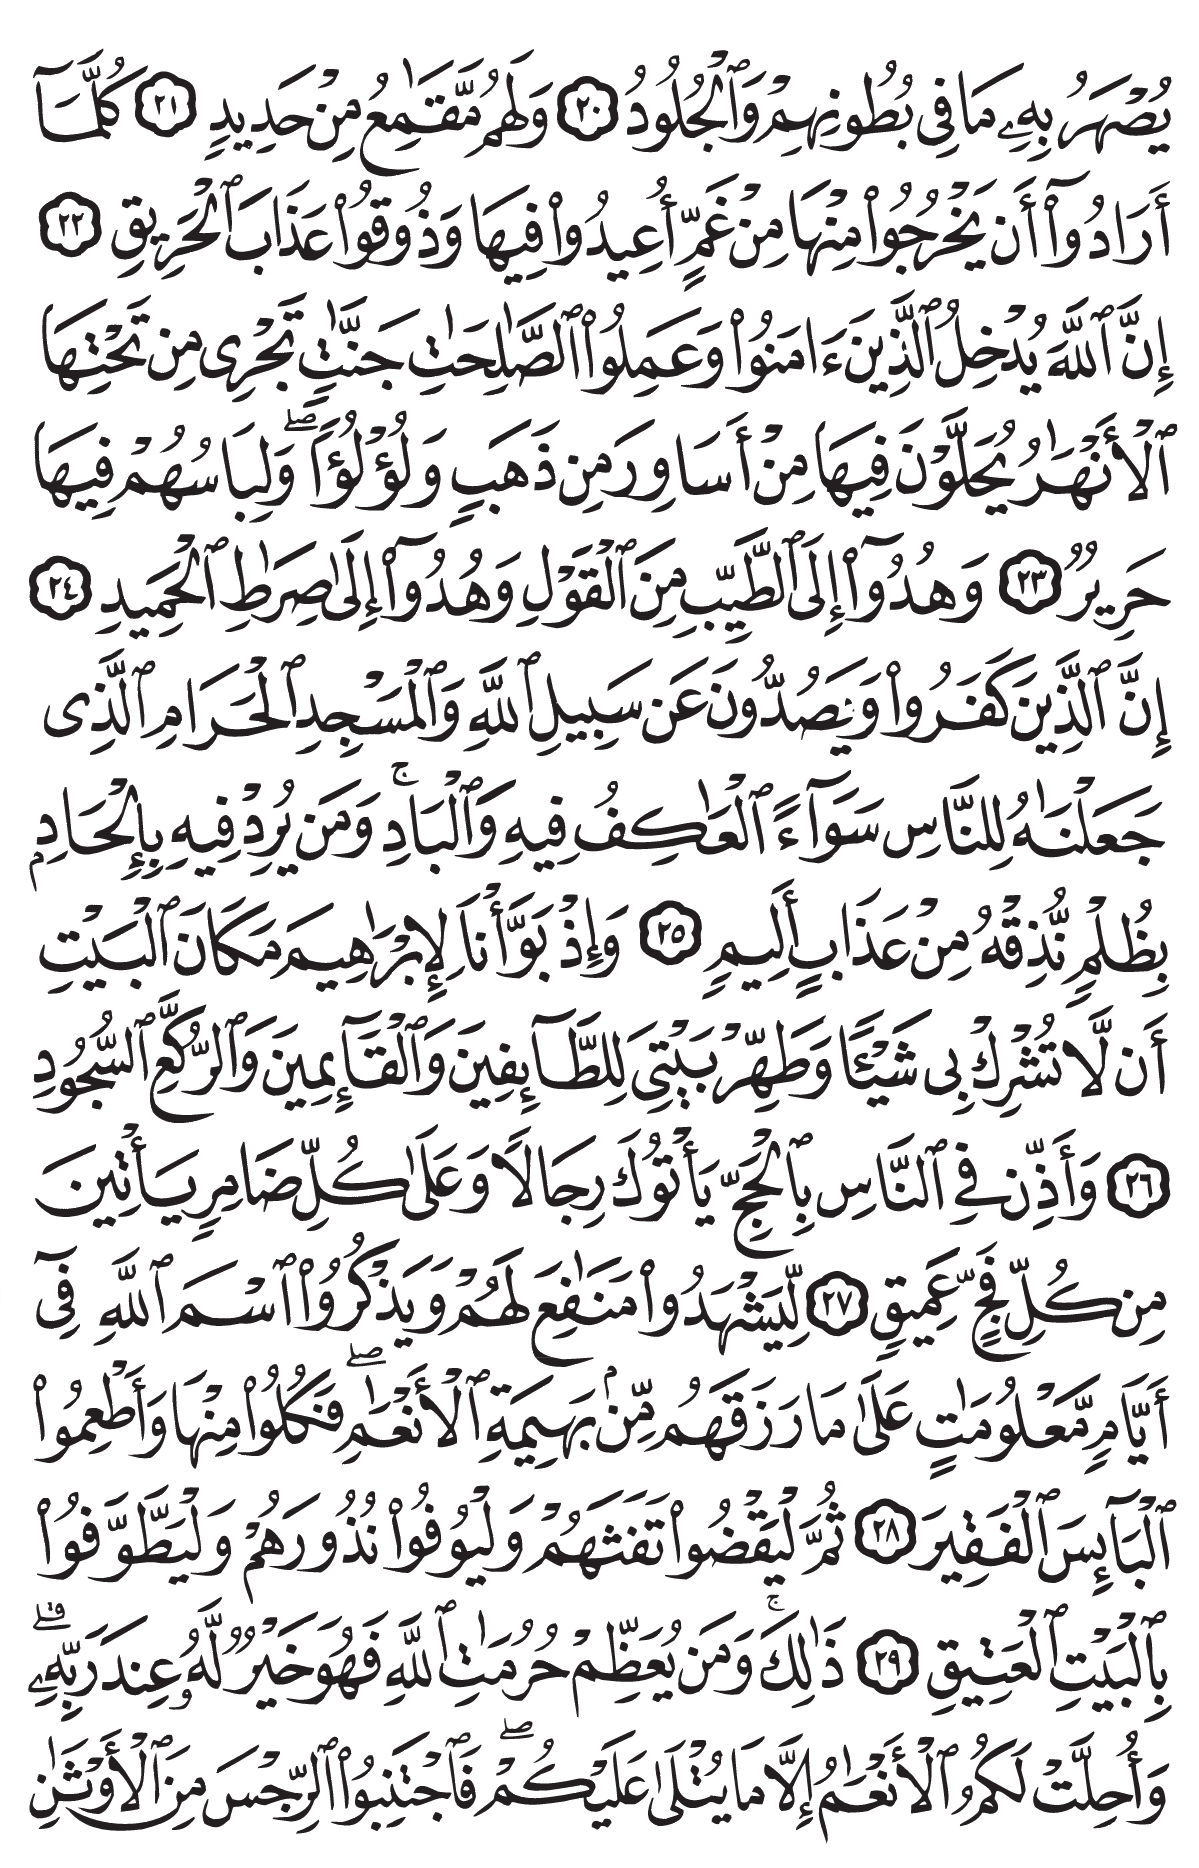 يُصْهَرُ بِهِۦ مَا فِى بُطُونِهِمْ وَٱلْجُلُودُ ٢٠ وَلَهُم مَّقَـٰمِعُ مِنْ حَدِيدٍ ٢١ كُلَّمَآ
أَرَادُوٓا۟ أَن يَخْرُجُوا۟ مِنْهَا مِنْ غَمٍّ أُعِيدُوا۟ فِيهَا وَذُوقُوا۟ عَذَابَ ٱلْحَرِيقِ ٢٢
إِنَّ ٱللَّهَ يُدْخِلُ ٱلَّذِينَ ءَامَنُوا۟ وَعَمِلُوا۟ ٱلصَّـٰلِحَـٰتِ جَنَّـٰتٍ تَجْرِى مِن تَحْتِهَا
ٱلْأَنْهَـٰرُ يُحَلَّوْنَ فِيهَا مِنْ أَسَاوِرَ مِن ذَهَبٍ وَلُؤْلُؤًا ۖ وَلِبَاسُهُمْ فِيهَا
حَرِيرٌ ٢٣ وَهُدُوٓا۟ إِلَى ٱلطَّيِّبِ مِنَ ٱلْقَوْلِ وَهُدُوٓا۟ إِلَىٰ صِرَٰطِ ٱلْحَمِيدِ ٢٤
إِنَّ ٱلَّذِينَ كَفَرُوا۟ وَيَصُدُّونَ عَن سَبِيلِ ٱللَّهِ وَٱلْمَسْجِدِ ٱلْحَرَامِ ٱلَّذِى
جَعَلْنَـٰهُ لِلنَّاسِ سَوَآءً ٱلْعَـٰكِفُ فِيهِ وَٱلْبَادِ ۚ وَمَن يُرِدْ فِيهِ بِإِلْحَادٍۭ
بِظُلْمٍ نُّذِقْهُ مِنْ عَذَابٍ أَلِيمٍ ٢٥ وَإِذْ بَوَّأْنَا لِإِبْرَٰهِيمَ مَكَانَ ٱلْبَيْتِ
أَن لَّا تُشْرِكْ بِى شَيْـًٔا وَطَهِّرْ بَيْتِىَ لِلطَّآئِفِينَ وَٱلْقَآئِمِينَ وَٱلرُّكَّعِ ٱلسُّجُودِ
٢٦ وَأَذِّن فِى ٱلنَّاسِ بِٱلْحَجِّ يَأْتُوكَ رِجَالًا وَعَلَىٰ كُلِّ ضَامِرٍ يَأْتِينَ
مِن كُلِّ فَجٍّ عَمِيقٍ ٢٧ لِّيَشْهَدُوا۟ مَنَـٰفِعَ لَهُمْ وَيَذْكُرُوا۟ ٱسْمَ ٱللَّهِ فِىٓ
أَيَّامٍ مَّعْلُومَـٰتٍ عَلَىٰ مَا رَزَقَهُم مِّنۢ بَهِيمَةِ ٱلْأَنْعَـٰمِ ۖ فَكُلُوا۟ مِنْهَا وَأَطْعِمُوا۟
ٱلْبَآئِسَ ٱلْفَقِيرَ ٢٨ ثُمَّ لْيَقْضُوا۟ تَفَثَهُمْ وَلْيُوفُوا۟ نُذُورَهُمْ وَلْيَطَّوَّفُوا۟
بِٱلْبَيْتِ ٱلْعَتِيقِ ٢٩ ذَٰلِكَ ۚ وَمَن يُعَظِّمْ حُرُمَـٰتِ ٱللَّهِ فَهُوَ خَيْرٌ لَّهُۥ عِندَ رَبِّهِۦ ۗ
وَأُحِلَّتْ لَكُمُ ٱلْأَنْعَـٰمُ إِلَّا مَا يُتْلَىٰ عَلَيْكُمْ ۖ فَٱجْتَنِبُوا۟ ٱلرِّجْسَ مِنَ ٱلْأَوْثَـٰنِ